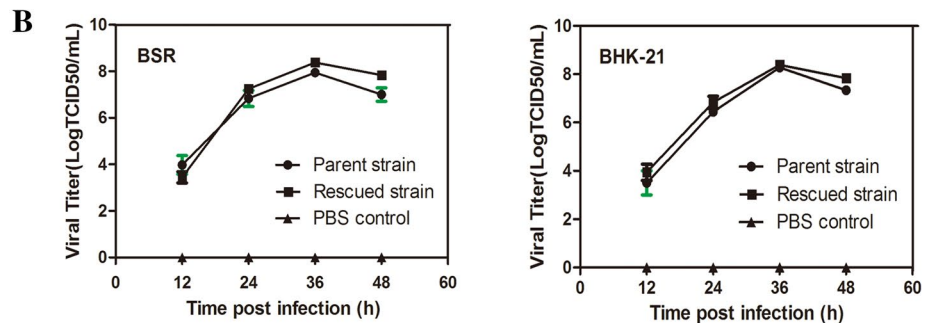 B
BSR
Viral Titer(LogTCID50/mL)
10
8
6
4
2
0
Parent strain
Rescued strain
PBS control
0 12 24 36 48 60
Time post infection (h)
BHK-21
Viral Titer(LogTCID50/mL)
10
8
6
4
2
0
Parent strain
Rescued strain
PBS control
0 12 24 36 48 60
Time post infection (h)